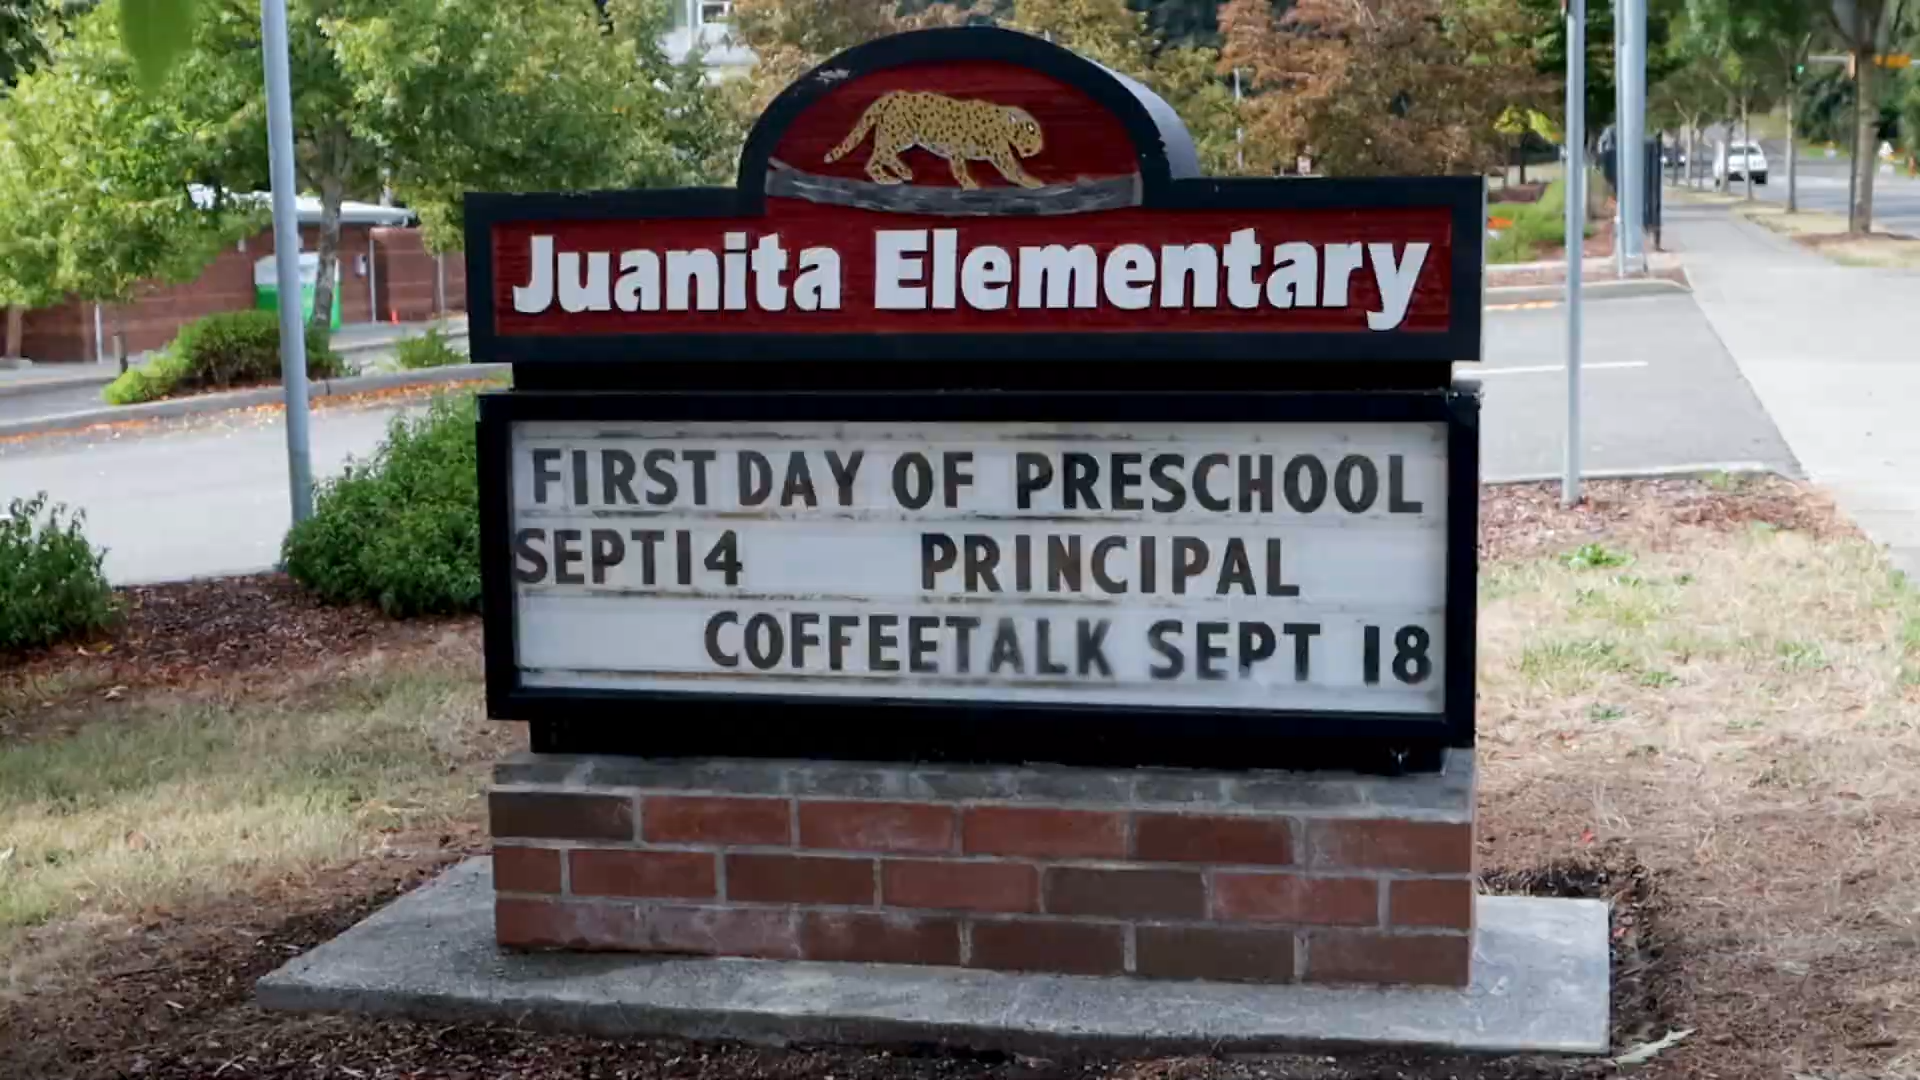 Juanita Elementary
FIRST DAY OF PRESCHOOL
SEPT14 PRINCIPAL
COFFEETALK SEPT 18